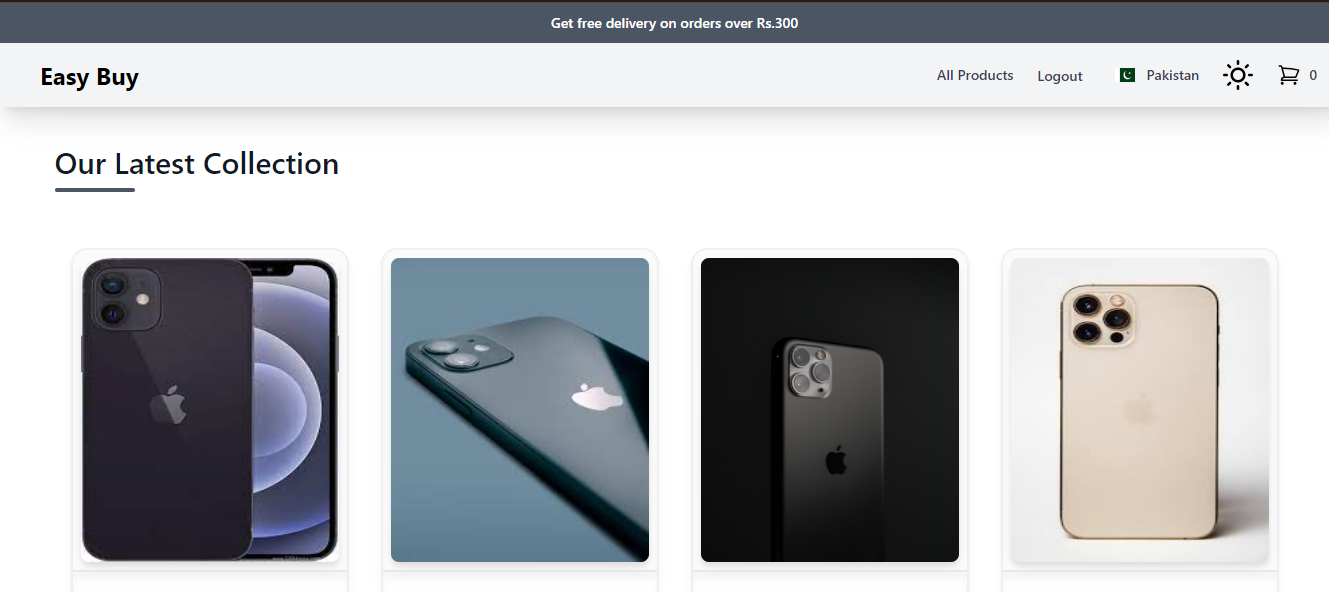 Get free delivery on orders over Rs.300
Easy Buy
All Products
Logout
Pakistan
0
Our Latest Collection